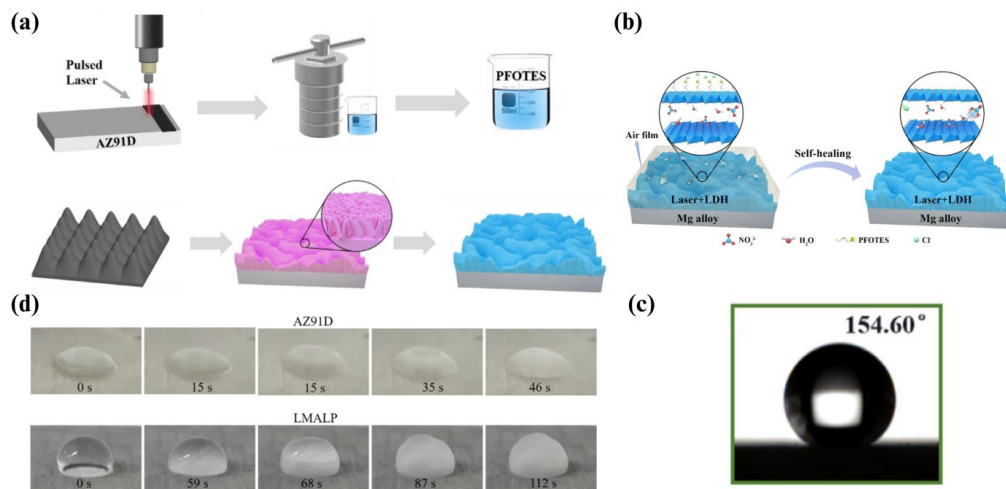 (a)
Pulsed
Laser
AZ91D
PFOTES
(b)
Air film
Self-healing
Laser+LDH
Mg alloy
Laser+LDH
Mg alloy
H₂O
PFOTES
Cl
(d)
AZ91D
0 s
15 s
15 s
35 s
46 s
LMALP
0 s
59 s
68 s
87 s
112 s
(c)
154.60°